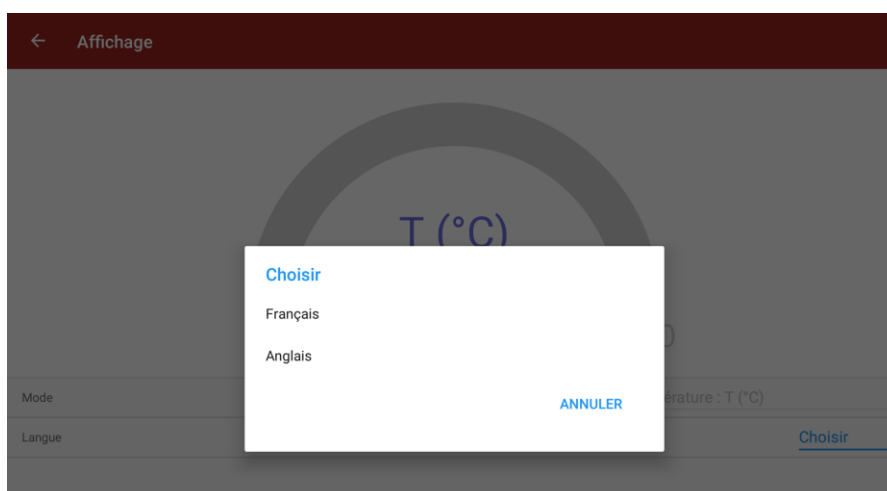 Affichage
T (°C)
Choisir
Français
Anglais
ANNULER
Mode
érature : T (°C)
Langue
Choisir